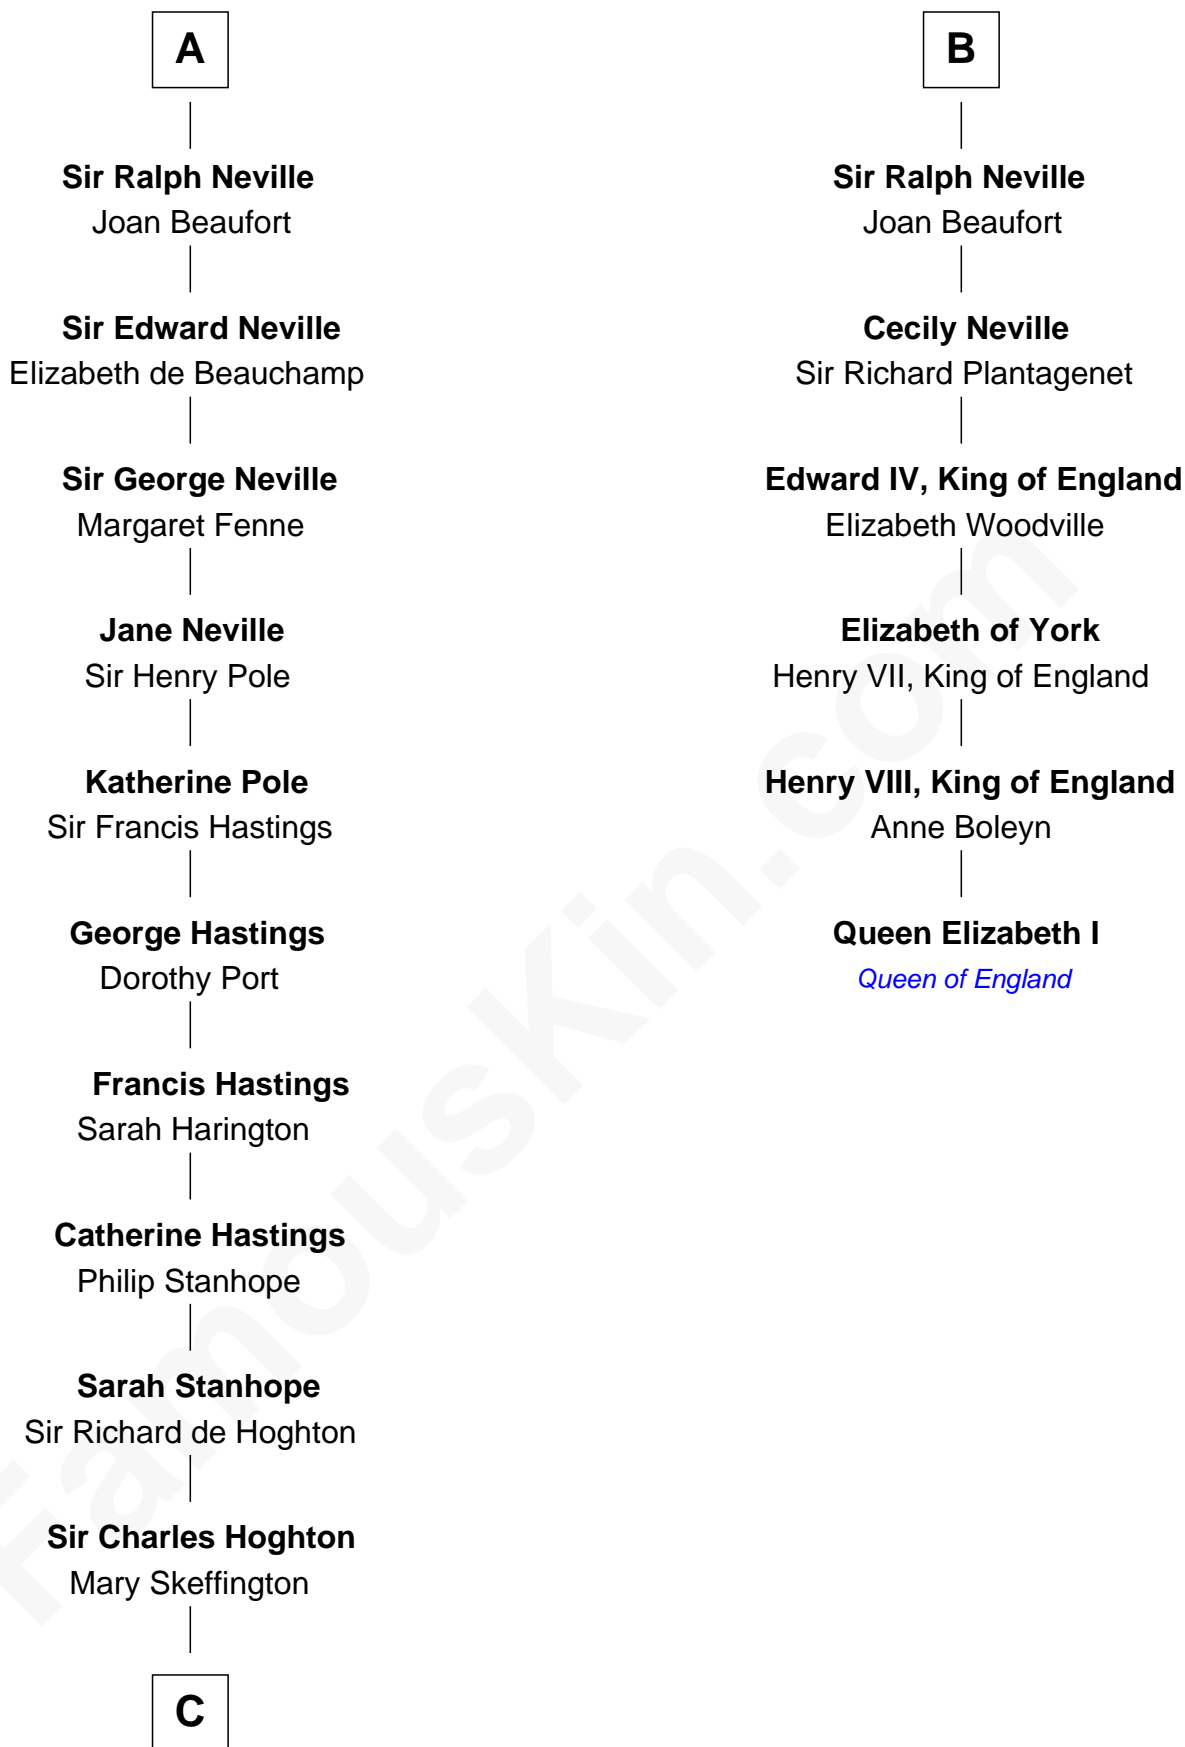 A
Sir Ralph Neville
Joan Beaufort
Sir Edward Neville
Elizabeth de Beauchamp
Sir George Neville
Margaret Fenne
Jane Neville
Sir Henry Pole
Katherine Pole
Sir Francis Hastings
George Hastings
Dorothy Port
Francis Hastings
Sarah Harington
Catherine Hastings
Philip Stanhope
Sarah Stanhope
Sir Richard de Hoghton
Sir Charles Hoghton
Mary Skeffington
C
B
Sir Ralph Neville
Joan Beaufort
Cecily Neville
Sir Richard Plantagenet
Edward IV, King of England
Elizabeth Woodville
Elizabeth of York
Henry VII, King of England
Henry VIII, King of England
Anne Boleyn
Queen Elizabeth I
Queen of England
FamousKin.com